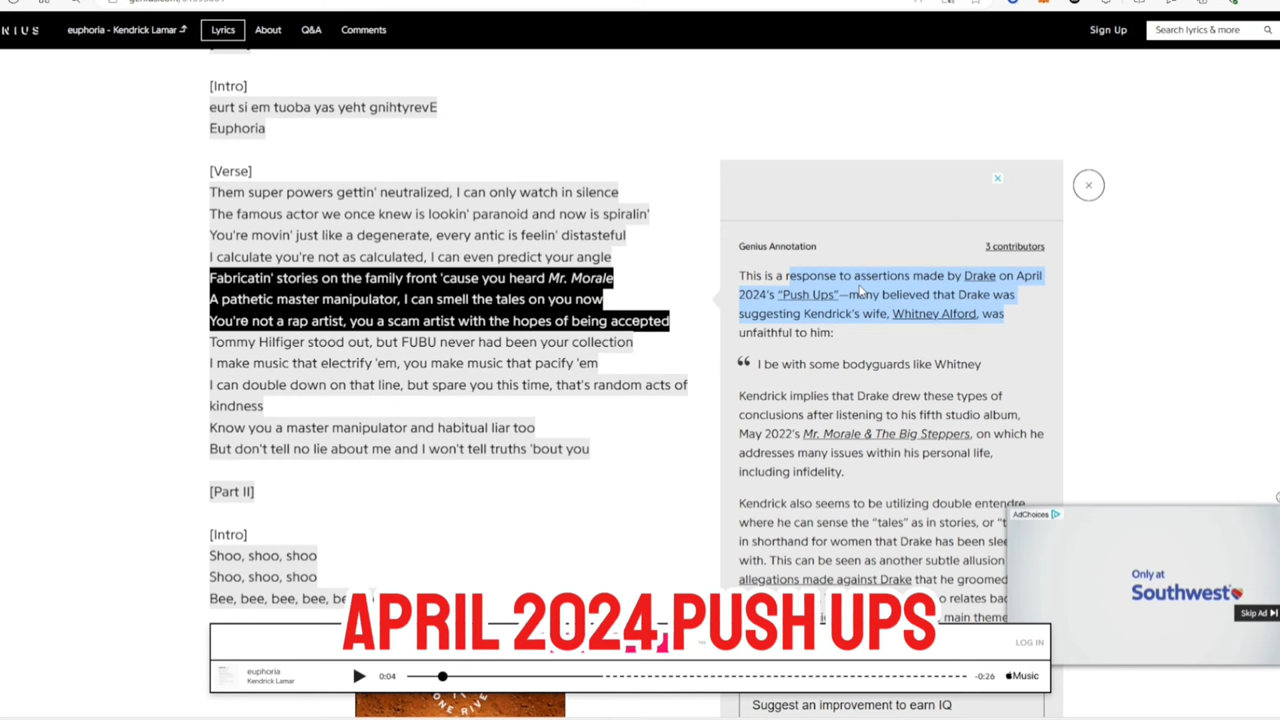 genius.com/
NIUS
euphoria - Kendrick Lamar
Lyrics
About
Q&A
Comments
Sign Up
Search lyrics & more
[Intro]
eurt si em tuoba yas yeht gnihtyrevE
Euphoria
[Verse]
Them super powers gettin' neutralized, I can only watch in silence
The famous actor we once knew is lookin' paranoid and now is spiralin'
You're movin' just like a degenerate, every antic is feelin' distasteful
I calculate you're not as calculated, I can even predict your angle
Fabricatin' stories on the family front 'cause you heard Mr. Morale
A pathetic master manipulator, I can smell the tales on you now
You'rе not a rap artist, you a scam artist with the hopes of being accеpted
Tommy Hilfiger stood out, but FUBU never had been your collection
I make music that electrify 'em, you make music that pacify 'em
I can double down on that line, but spare you this time, that's random acts of
kindness
Know you a master manipulator and habitual liar too
But don't tell no lie about me and I won't tell truths 'bout you
[Part II]
[Intro]
Shoo, shoo, shoo
Shoo, shoo, shoo
Bee, bee, bee, bee, be
Genius Annotation
3 contributors
This is a response to assertions made by Drake on April
2024's "Push Ups"—many believed that Drake was
suggesting Kendrick's wife, Whitney Alford, was
unfaithful to him:
I be with some bodyguards like Whitney
Kendrick implies that Drake drew these types of
conclusions after listening to his fifth studio album,
May 2022's Mr. Morale & The Big Steppers, on which he
addresses many issues within his personal life,
including infidelity.
Kendrick also seems to be utilizing double entendre
where he can sense the "tales" as in stories, or "t
in shorthand for women that Drake has been slee
with. This can be seen as another subtle allusion
allegations made against Drake that he groomed
o relates bac
main theme
AdChoices
Only at
Southwest
Skip Ad
APRIL 2024 PUSH UPS
LOG IN
euphoria
Kendrick Lamar
0:04
-0:26
Music
ONE RIVE
Suggest an improvement to earn IQ